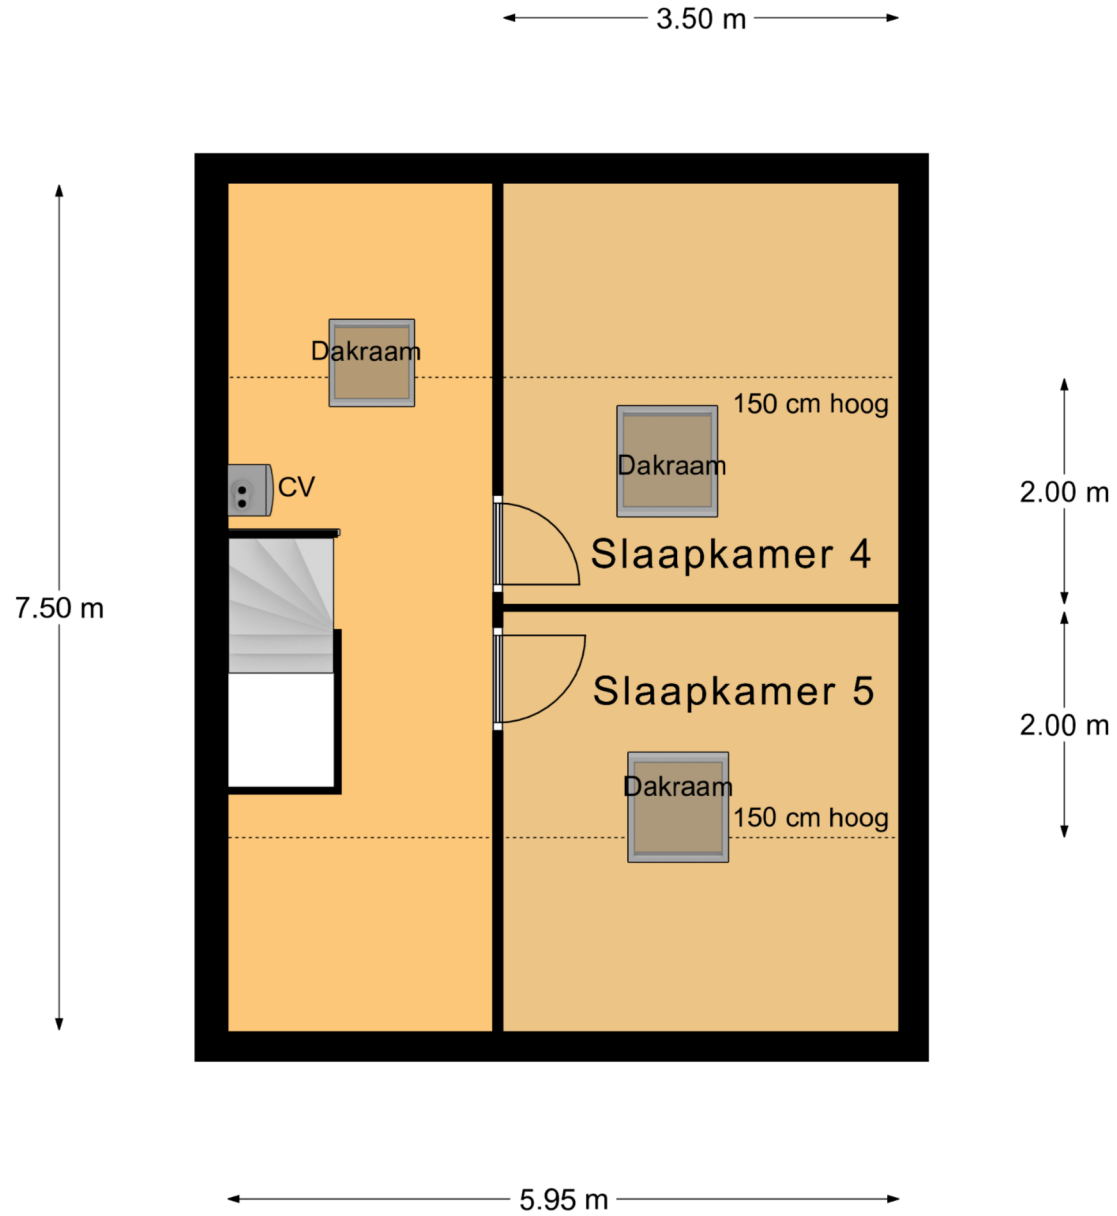 3.50 m
Dakraam
150 cm hoog
Dakraam
CV
2.00 m
Slaapkamer 4
7.50 m
Slaapkamer 5
2.00 m
Dakraam
150 cm hoog
5.95 m